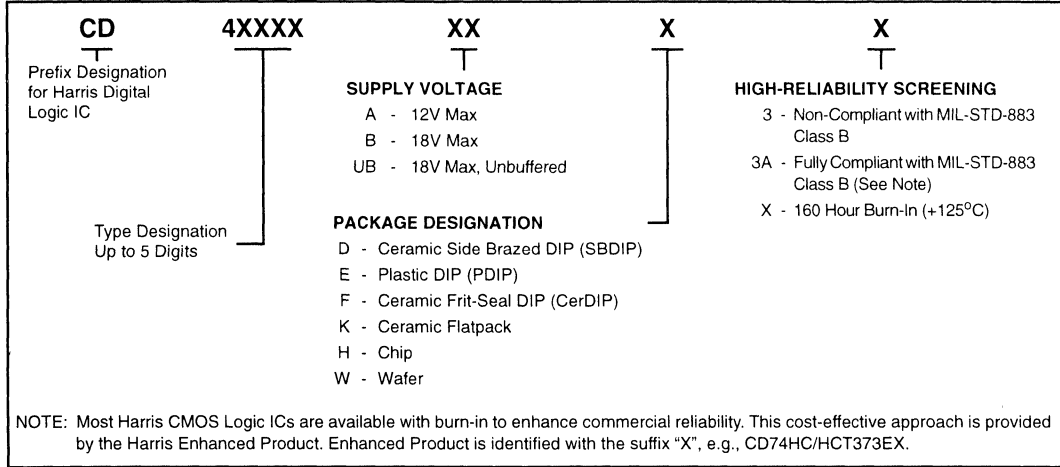 CD 4XXXX XX X X
Prefix Designation
for Harris Digital
Logic IC
Type Designation
Up to 5 Digits
SUPPLY VOLTAGE
A - 12V Max
B - 18V Max
UB - 18V Max, Unbuffered
PACKAGE DESIGNATION
D - Ceramic Side Brazed DIP (SBDIP)
E - Plastic DIP (PDIP)
F - Ceramic Frit-Seal DIP (CerDIP)
K - Ceramic Flatpack
H - Chip
W - Wafer
HIGH-RELIABILITY SCREENING
3 - Non-Compliant with MIL-STD-883
Class B
3A - Fully Compliant with MIL-STD-883
Class B (See Note)
X - 160 Hour Burn-In (+125°C)
NOTE: Most Harris CMOS Logic ICs are available with burn-in to enhance commercial reliability. This cost-effective approach is provided
by the Harris Enhanced Product. Enhanced Product is identified with the suffix “X”, e.g., CD74HC/HCT373EX.